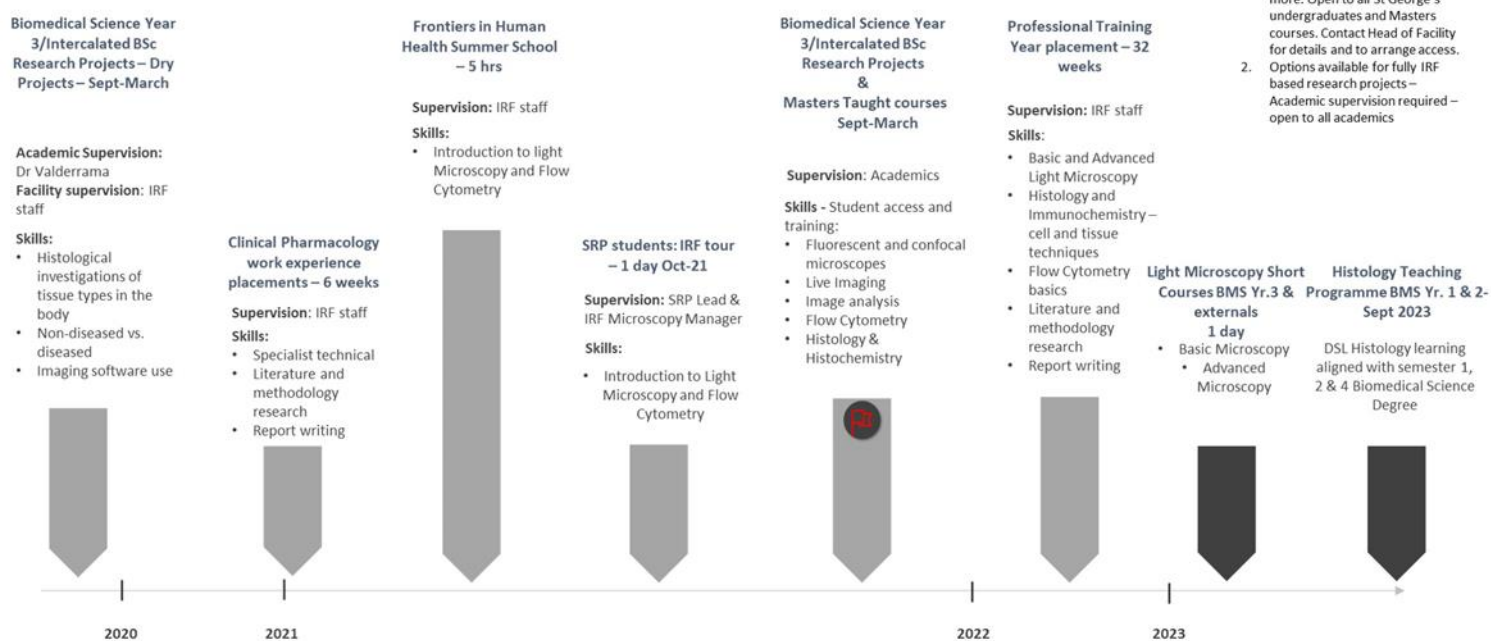 Biomedical Science Year
3/Intercalated BSc
Research Projects – Dry
Projects – Sept-March
Academic Supervision:
Dr Valderrama
Facility supervision: IRF
staff
Skills:
• Histological
investigations of
tissue types in the
body
• Non-diseased vs.
diseased
• Imaging software use
Clinical Pharmacology
work experience
placements – 6 weeks
Supervision: IRF staff
Skills:
• Specialist technical
• Literature and
methodology
research
• Report writing
Frontiers in Human
Health Summer School
– 5 hrs
Supervision: IRF staff
Skills:
• Introduction to light
Microscopy and Flow
Cytometry
SRP students: IRF tour
– 1 day Oct-21
Supervision: SRP Lead &
IRF Microscopy Manager
Skills:
• Introduction to Light
Microscopy and Flow
Cytometry
Biomedical Science Year
3/Intercalated BSc
Research Projects
&
Masters Taught courses
Sept-March
Supervision: Academics
Skills - Student access and
training:
• Fluorescent and confocal
microscopes
• Live Imaging
• Image analysis
• Flow Cytometry
• Histology &
Histochemistry
Professional Training
Year placement – 32
weeks
Supervision: IRF staff
Skills:
• Basic and Advanced
Light Microscopy
• Histology and
Immunochemistry –
cell and tissue
techniques
• Flow Cytometry
basics
• Literature and
methodology
research
• Report writing
more. Open to all St George's
undergraduates and Masters
courses. Contact Head of Facility
for details and to arrange access.
2. Options available for fully IRF
based research projects –
Academic supervision required –
open to all academics
Light Microscopy Short
Courses BMS Yr.3 &
externals
1 day
• Basic Microscopy
• Advanced
Microscopy
Histology Teaching
Programme BMS Yr. 1 & 2-
Sept 2023
DSL Histology learning
aligned with semester 1,
2 & 4 Biomedical Science
Degree
2020
2021
2022
2023